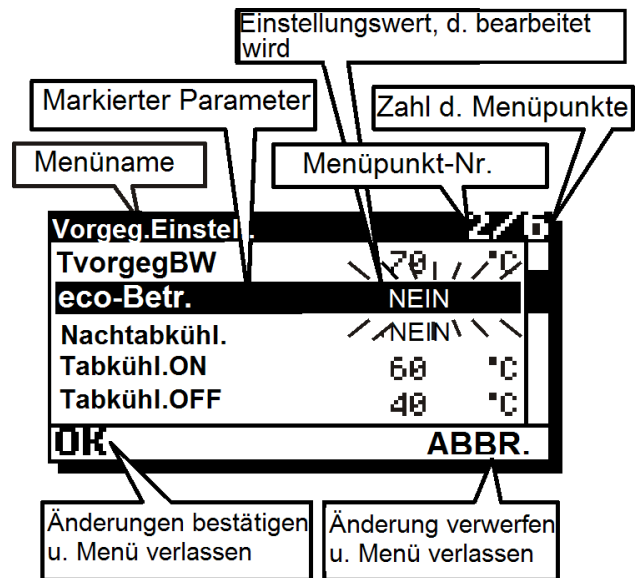 Einstellungswert, d. bearbeitet
wird
Markierter Parameter
Zahl d. Menüpunkte
Menüname
Menüpunkt-Nr.
Vorgeg.Einstel .
2/
TvorgegBW 70 °C
eco-Betr. NEIN
Nachtabkühl. NEIN
Tabkühl.ON 60 °C
Tabkühl.OFF 40 °C
OK ABBR.
Änderungen bestätigen
u. Menü verlassen
Änderung verwerfen
u. Menü verlassen